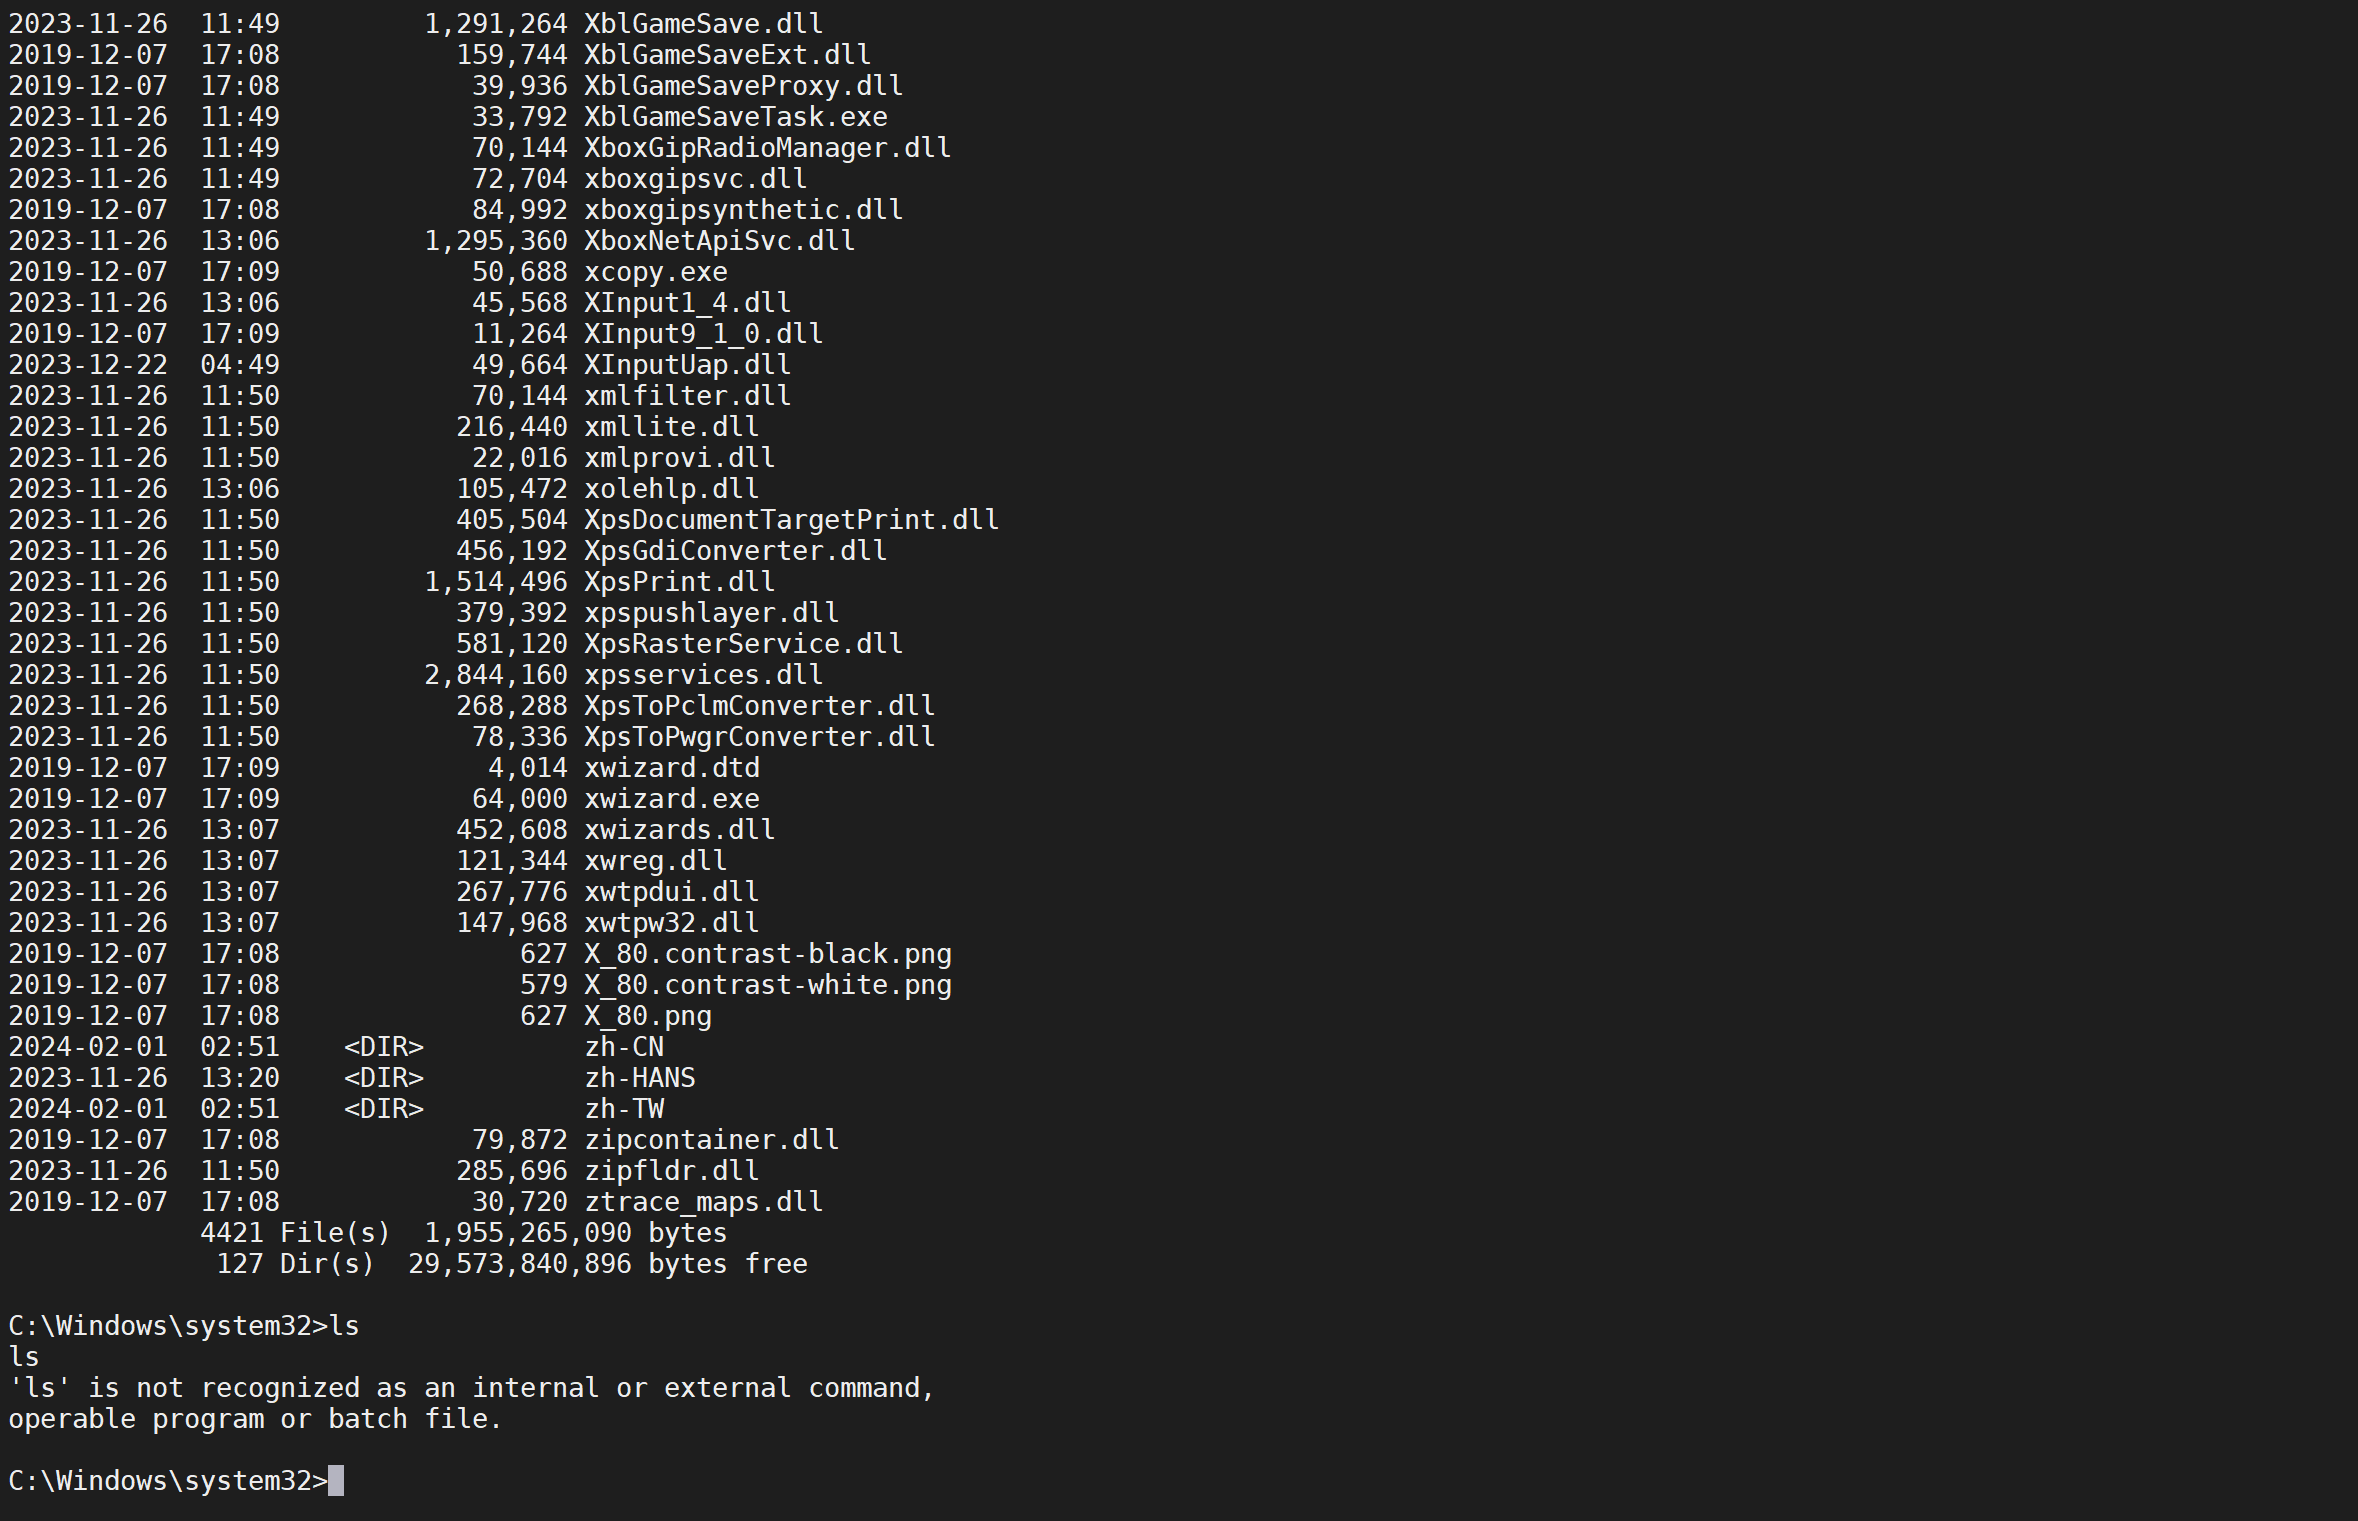 2023-11-26  11:49         1,291,264 XblGameSave.dll
2019-12-07  17:08           159,744 XblGameSaveExt.dll
2019-12-07  17:08            39,936 XblGameSaveProxy.dll
2023-11-26  11:49            33,792 XblGameSaveTask.exe
2023-11-26  11:49            70,144 XboxGipRadioManager.dll
2023-11-26  11:49            72,704 xboxgipsvc.dll
2019-12-07  17:08            84,992 xboxgipsynthetic.dll
2023-11-26  13:06         1,295,360 XboxNetApiSvc.dll
2019-12-07  17:09            50,688 xcopy.exe
2023-11-26  13:06            45,568 XInput1_4.dll
2019-12-07  17:09            11,264 XInput9_1_0.dll
2023-12-22  04:49            49,664 XInputUap.dll
2023-11-26  11:50            70,144 xmlfilter.dll
2023-11-26  11:50           216,440 xmllite.dll
2023-11-26  11:50            22,016 xmlprovi.dll
2023-11-26  13:06           105,472 xolehlp.dll
2023-11-26  11:50           405,504 XpsDocumentTargetPrint.dll
2023-11-26  11:50           456,192 XpsGdiConverter.dll
2023-11-26  11:50         1,514,496 XpsPrint.dll
2023-11-26  11:50           379,392 xpspushlayer.dll
2023-11-26  11:50           581,120 XpsRasterService.dll
2023-11-26  11:50         2,844,160 xpsservices.dll
2023-11-26  11:50           268,288 XpsToPclmConverter.dll
2023-11-26  11:50            78,336 XpsToPwgrConverter.dll
2019-12-07  17:09             4,014 xwizard.dtd
2019-12-07  17:09            64,000 xwizard.exe
2023-11-26  13:07           452,608 xwizards.dll
2023-11-26  13:07           121,344 xwreg.dll
2023-11-26  13:07           267,776 xwtpdui.dll
2023-11-26  13:07           147,968 xwtpw32.dll
2019-12-07  17:08               627 X_80.contrast-black.png
2019-12-07  17:08               579 X_80.contrast-white.png
2019-12-07  17:08               627 X_80.png
2024-02-01  02:51    <DIR>          zh-CN
2023-11-26  13:20    <DIR>          zh-HANS
2024-02-01  02:51    <DIR>          zh-TW
2019-12-07  17:08            79,872 zipcontainer.dll
2023-11-26  11:50           285,696 zipfldr.dll
2019-12-07  17:08            30,720 ztrace_maps.dll
            4421 File(s)  1,955,265,090 bytes
             127 Dir(s)  29,573,840,896 bytes free

C:\Windows\system32>ls
ls
'ls' is not recognized as an internal or external command,
operable program or batch file.

C:\Windows\system32>